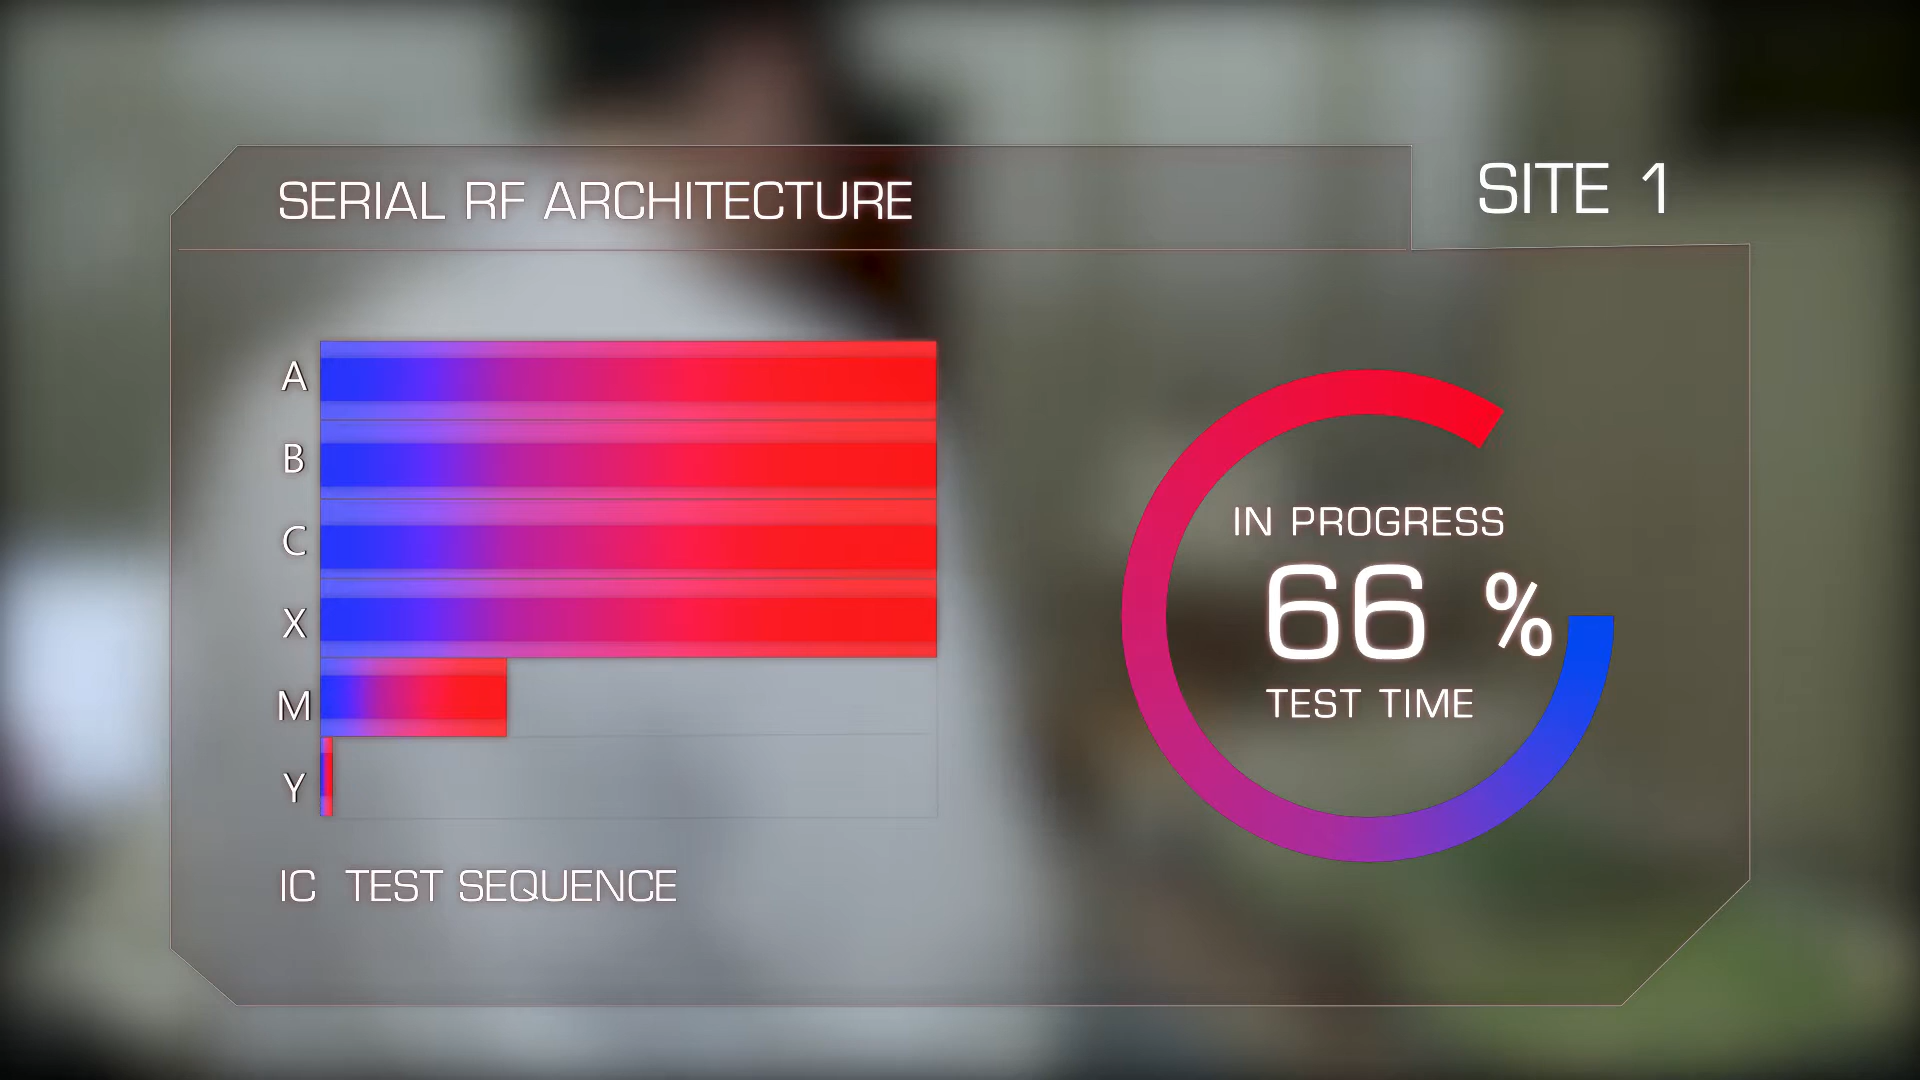 SERIAL RF ARCHITECTURE
SITE 1
A
B
C
X
M
Y
IC TEST SEQUENCE
IN PROGRESS
66 %
TEST TIME